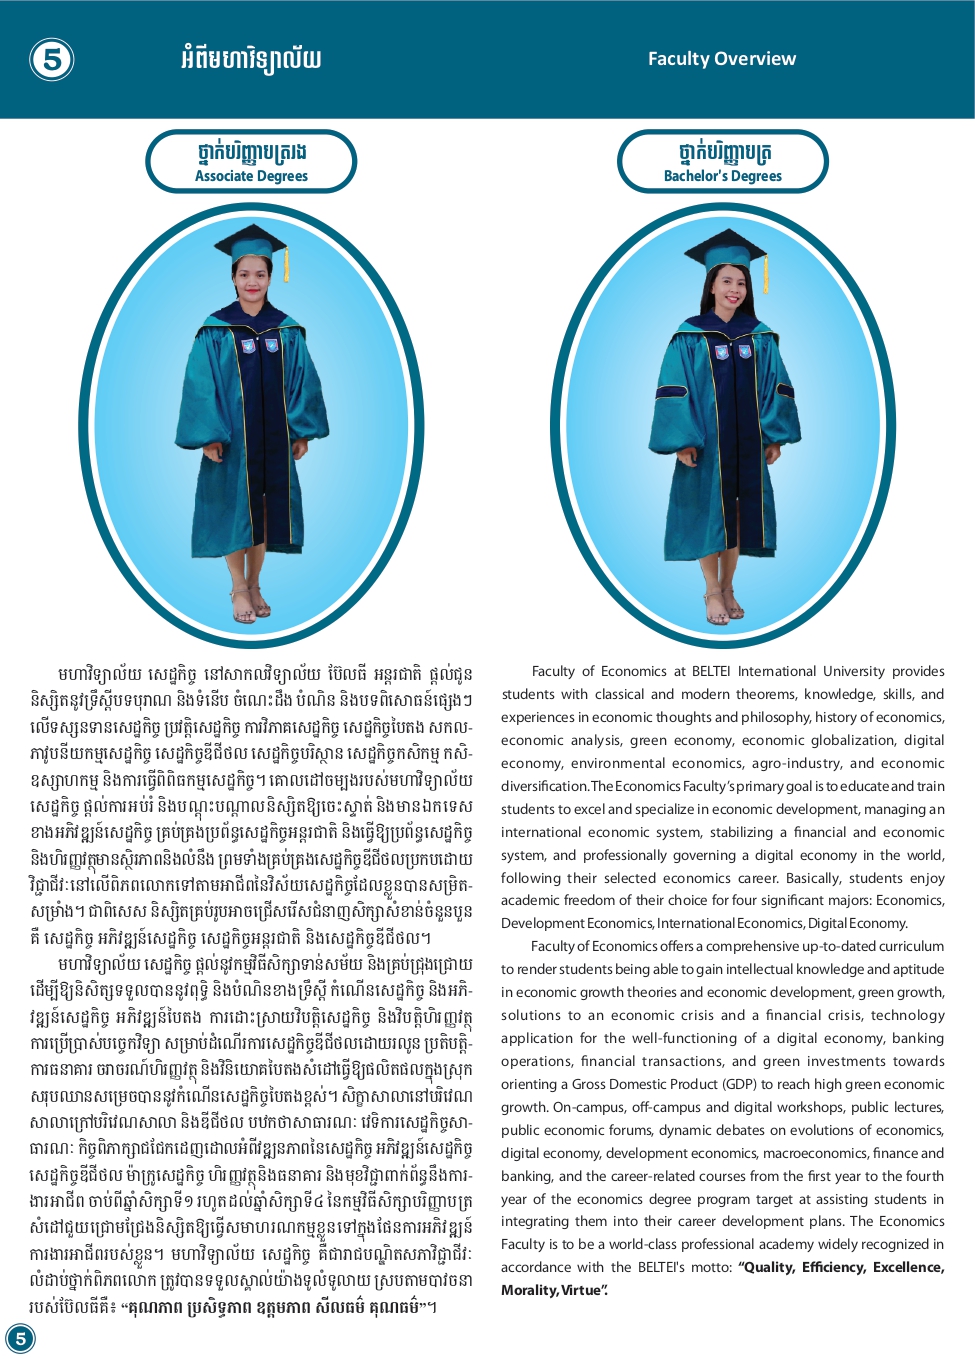 5
អំពីមហាវិទ្យាល័យ
Faculty Overview
ថ្នាក់បរិញ្ញាបត្ររង
Associate Degrees
ថ្នាក់បរិញ្ញាបត្រ
Bachelor's Degrees
មហាវិទ្យាល័យ សេដ្ឋកិច្ច នៅសាកលវិទ្យាល័យ ប៊ែលធី អន្តរជាតិ ផ្តល់ជូន
និស្សិតនូវទ្រឹស្តីបទបុរាណ និងទំនើប ចំណេះដឹង បំណិន និងបទពិសោធន៍ផ្សេងៗ
លើទស្សនទានសេដ្ឋកិច្ច ប្រវត្តិសេដ្ឋកិច្ច ការវិភាគសេដ្ឋកិច្ច សេដ្ឋកិច្ចបៃតង សកល-
ភាវូបនីយកម្មសេដ្ឋកិច្ច សេដ្ឋកិច្ចឌីជីថល សេដ្ឋកិច្ចបរិស្ថាន សេដ្ឋកិច្ចកសិកម្ម កសិ-
ឧស្សាហកម្ម និងការធ្វើពិពិធកម្មសេដ្ឋកិច្ច។ គោលដៅចម្បងរបស់មហាវិទ្យាល័យ
សេដ្ឋកិច្ច ផ្តល់ការអប់រំ និងបណ្តុះបណ្តាលនិស្សិតឱ្យចេះស្ទាត់ និងមានឯកទេស
ខាងអភិវឌ្ឍន៍សេដ្ឋកិច្ច គ្រប់គ្រងប្រព័ន្ធសេដ្ឋកិច្ចអន្តរជាតិ និងធ្វើឱ្យប្រព័ន្ធសេដ្ឋកិច្ច
និងហិរញ្ញវត្ថុមានស្ថិរភាពនិងលំនឹង ព្រមទាំងគ្រប់គ្រងសេដ្ឋកិច្ចឌីជីថលប្រកបដោយ
វិជ្ជាជីវៈនៅលើពិភពលោកទៅតាមអាជីពនៃវិស័យសេដ្ឋកិច្ចដែលខ្លួនបានសម្រិត-
សម្រាំង។ ជាពិសេស និស្សិតគ្រប់រូបអាចជ្រើសរើសជំនាញសិក្សាសំខាន់ចំនួនបួន
គឺ សេដ្ឋកិច្ច អភិវឌ្ឍន៍សេដ្ឋកិច្ច សេដ្ឋកិច្ចអន្តរជាតិ និងសេដ្ឋកិច្ចឌីជីថល។
មហាវិទ្យាល័យ សេដ្ឋកិច្ច ផ្តល់នូវកម្មវិធីសិក្សាទាន់សម័យ និងគ្រប់ជ្រុងជ្រោយ
ដើម្បីឱ្យនិសិត្សទទួលបាននូវពុទ្ធិ និងបំណិនខាងទ្រឹស្តី កំណើនសេដ្ឋកិច្ច និងអភិ-
វឌ្ឍន៍សេដ្ឋកិច្ច អភិវឌ្ឍន៍បៃតង ការដោះស្រាយវិបត្តិសេដ្ឋកិច្ច និងវិបត្តិហិរញ្ញវត្ថុ
ការប្រើប្រាស់បច្ចេកវិទ្យា សម្រាប់ដំណើរការសេដ្ឋកិច្ចឌីជីថលដោយរលូន ប្រតិបត្តិ-
ការធនាគារ ចរាចរណ៍ហិរញ្ញវត្ថុ និងវិនិយោគបៃតងសំដៅធ្វើឱ្យផលិតផលក្នុងស្រុក
សរុបឈានសម្រេចបាននូវកំណើនសេដ្ឋកិច្ចបៃតងខ្ពស់។ សិក្ខាសាលានៅបរិវេណ
សាលាក្រៅបរិវេណសាលា និងឌីជីថល បឋកថាសាធារណៈ វេទិការសេដ្ឋកិច្ចសា-
ធារណៈ កិច្ចពិភាក្សាជជែកដេញដោលអំពីវឌ្ឍនភាពនៃសេដ្ឋកិច្ច អភិវឌ្ឍន៍សេដ្ឋកិច្ច
សេដ្ឋកិច្ចឌីជីថល ម៉ាក្រូសេដ្ឋកិច្ច ហិរញ្ញវត្ថុនិងធនាគារ និងមុខវិជ្ជាពាក់ព័ន្ធនឹងការ-
ងារអាជីព ចាប់ពីឆ្នាំសិក្សាទី១ រហូតដល់ឆ្នាំសិក្សាទី៤ នៃកម្មវិធីសិក្សាបរិញ្ញាបត្រ
សំដៅជួយជ្រោមជ្រែងនិស្សិតឱ្យធ្វើសមាហរណកម្មខ្លួនទៅក្នុងផែនការអភិវឌ្ឍន៍
ការងារអាជីពរបស់ខ្លួន។ មហាវិទ្យាល័យ សេដ្ឋកិច្ច គឺជារាជបណ្ឌិតសភាវិជ្ជាជីវៈ
លំដាប់ថ្នាក់ពិភពលោក ត្រូវបានទទួលស្គាល់យ៉ាងទូលំទូលាយ ស្របតាមបាវចនា
របស់ប៊ែលធីគឺ៖ “គុណភាព ប្រសិទ្ធភាព ឧត្តមភាព សីលធម៌ គុណធម៌”។
Faculty of Economics at BELTEI International University provides
students with classical and modern theorems, knowledge, skills, and
experiences in economic thoughts and philosophy, history of economics,
economic analysis, green economy, economic globalization, digital
economy, environmental economics, agro-industry, and economic
diversification. The Economics Faculty’s primary goal is to educate and train
students to excel and specialize in economic development, managing an
international economic system, stabilizing a financial and economic
system, and professionally governing a digital economy in the world,
following their selected economics career. Basically, students enjoy
academic freedom of their choice for four significant majors: Economics,
Development Economics, International Economics, Digital Economy.
Faculty of Economics offers a comprehensive up-to-dated curriculum
to render students being able to gain intellectual knowledge and aptitude
in economic growth theories and economic development, green growth,
solutions to an economic crisis and a financial crisis, technology
application for the well-functioning of a digital economy, banking
operations, financial transactions, and green investments towards
orienting a Gross Domestic Product (GDP) to reach high green economic
growth. On-campus, off-campus and digital workshops, public lectures,
public economic forums, dynamic debates on evolutions of economics,
digital economy, development economics, macroeconomics, finance and
banking, and the career-related courses from the first year to the fourth
year of the economics degree program target at assisting students in
integrating them into their career development plans. The Economics
Faculty is to be a world-class professional academy widely recognized in
accordance with the BELTEI's motto: “Quality, Efficiency, Excellence,
Morality, Virtue”.
5